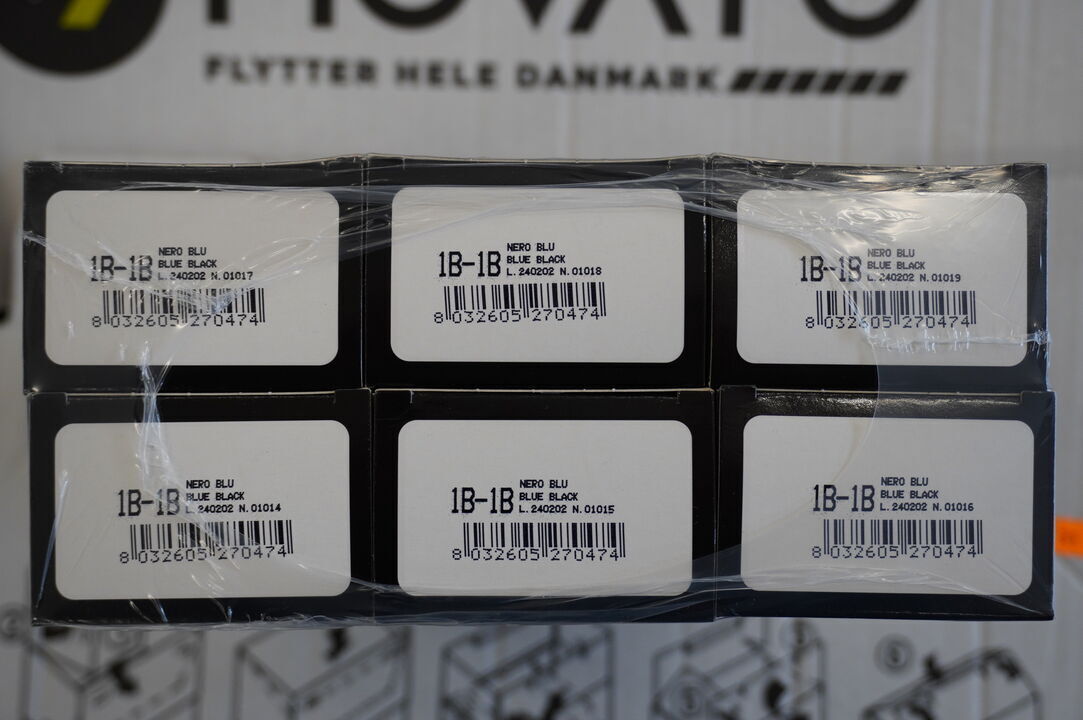 MOVATO
FLYTTER HELE DANMARK
1B-1B
NERO BLU
BLUE BLACK
L. 240202 N. 01017
8 032605 270474
1B-1B
NERO BLU
BLUE BLACK
L. 240202 N. 01018
8 032605 270474
1B-1B
NERO BLU
BLUE BLACK
L. 240202 N. 01019
8 032605 270474
1B-1B
NERO BLU
BLUE BLACK
L. 240202 N. 01014
8 032605 270474
1B-1B
NERO BLU
BLUE BLACK
L. 240202 N. 01015
8 032605 270474
1B-1B
NERO BLU
BLUE BLACK
L. 240202 N. 01016
8 032605 270474